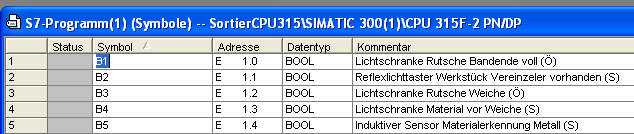 S7-Programm(1) (Symbole) -- SortierCPU315\SIMATIC 300(1)\CPU 315F-2 PN/DP
Status Symbol Adresse Datentyp Kommentar
1 B1 E 1.0 BOOL Lichtschranke Rutsche Bandende voll (Ö)
2 B2 E 1.1 BOOL Reflexlichttaster Werkstück Vereinzeler vorhanden (S)
3 B3 E 1.2 BOOL Lichtschranke Rutsche Weiche (Ö)
4 B4 E 1.3 BOOL Lichtschranke Material vor Weiche (S)
5 B5 E 1.4 BOOL Induktiver Sensor Materialerkennung Metall (S)